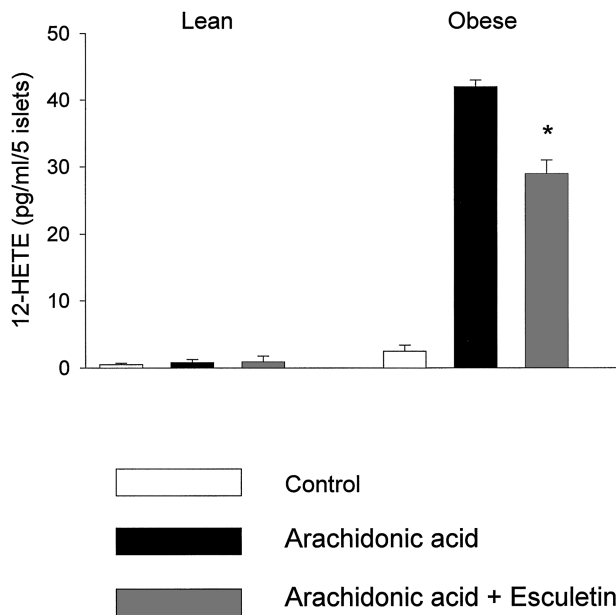 Lean Obese
12-HETE (pg/ml/5 islets)
50
40
30
20
10
0
*
Control
Arachidonic acid
Arachidonic acid + Esculetin